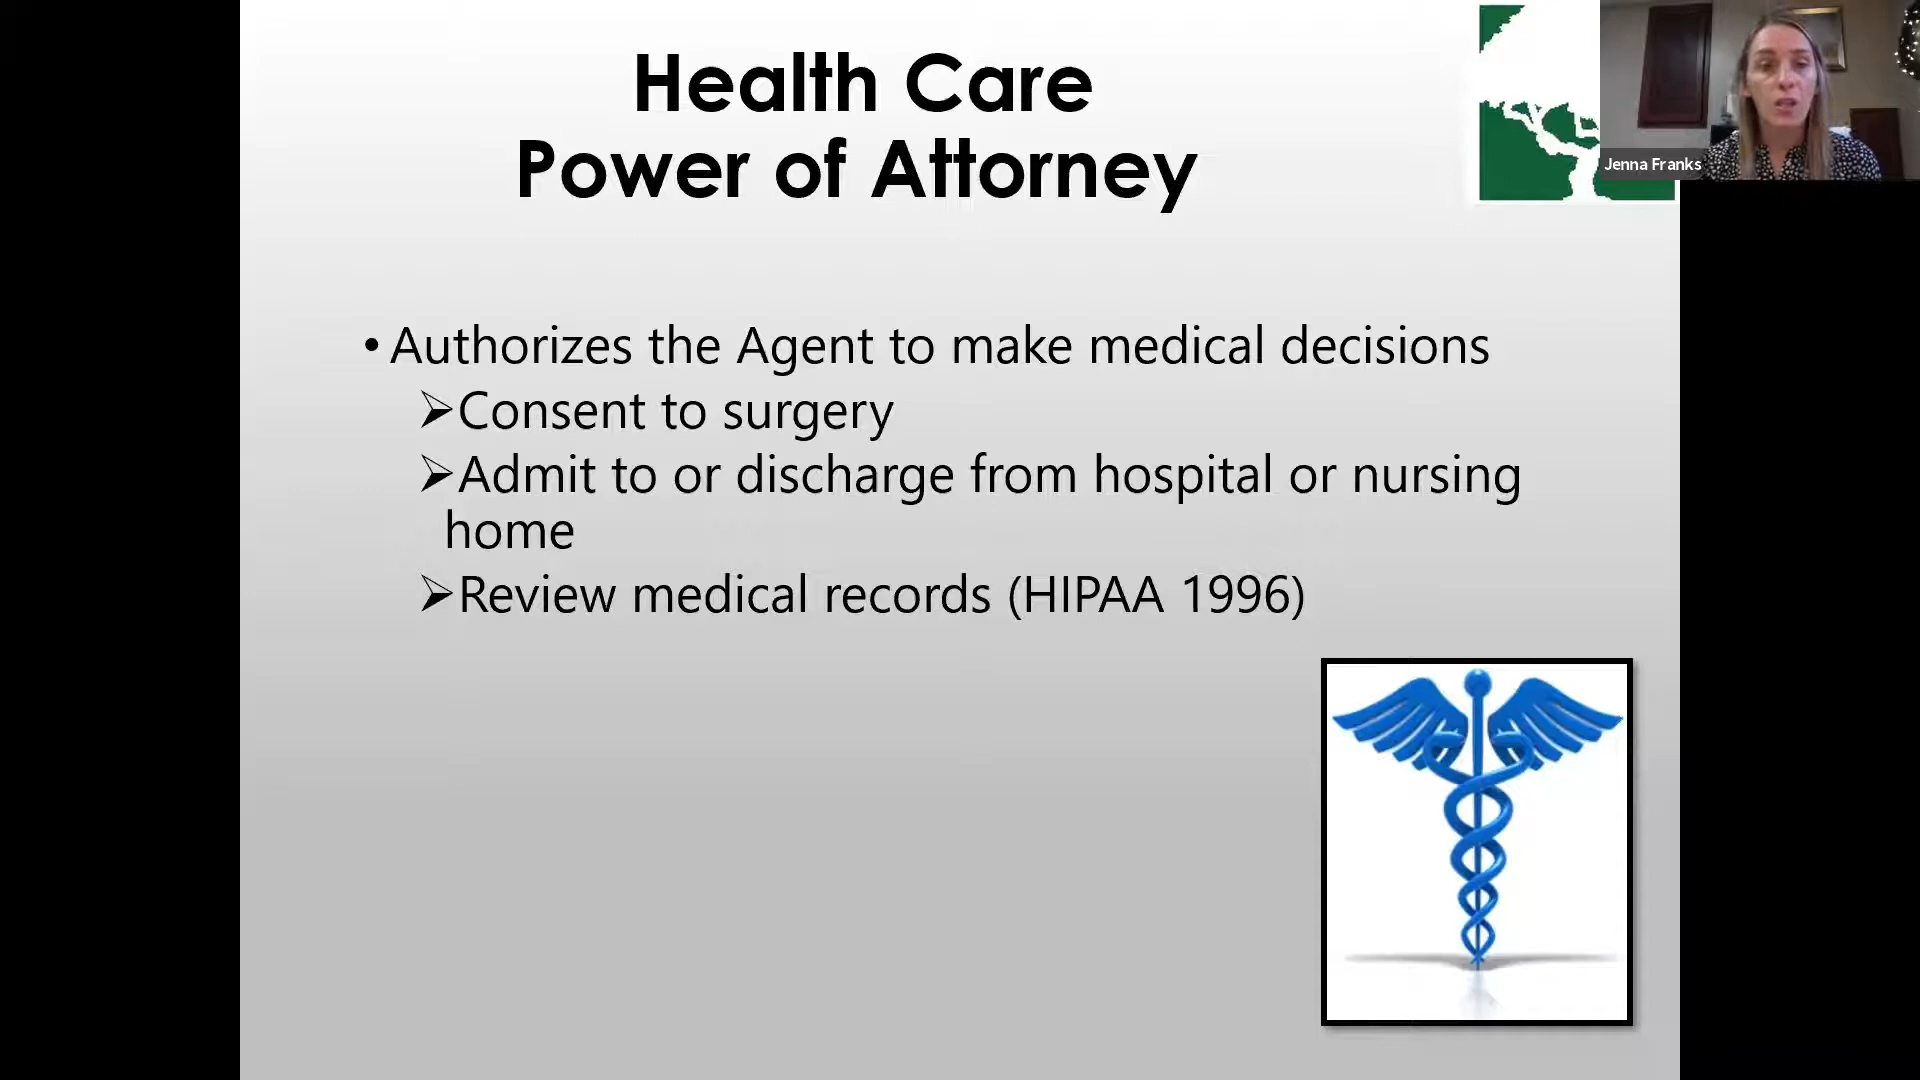 Health Care
Power of Attorney
Jenna Franks
• Authorizes the Agent to make medical decisions
➢Consent to surgery
➢Admit to or discharge from hospital or nursing
home
➢Review medical records (HIPAA 1996)